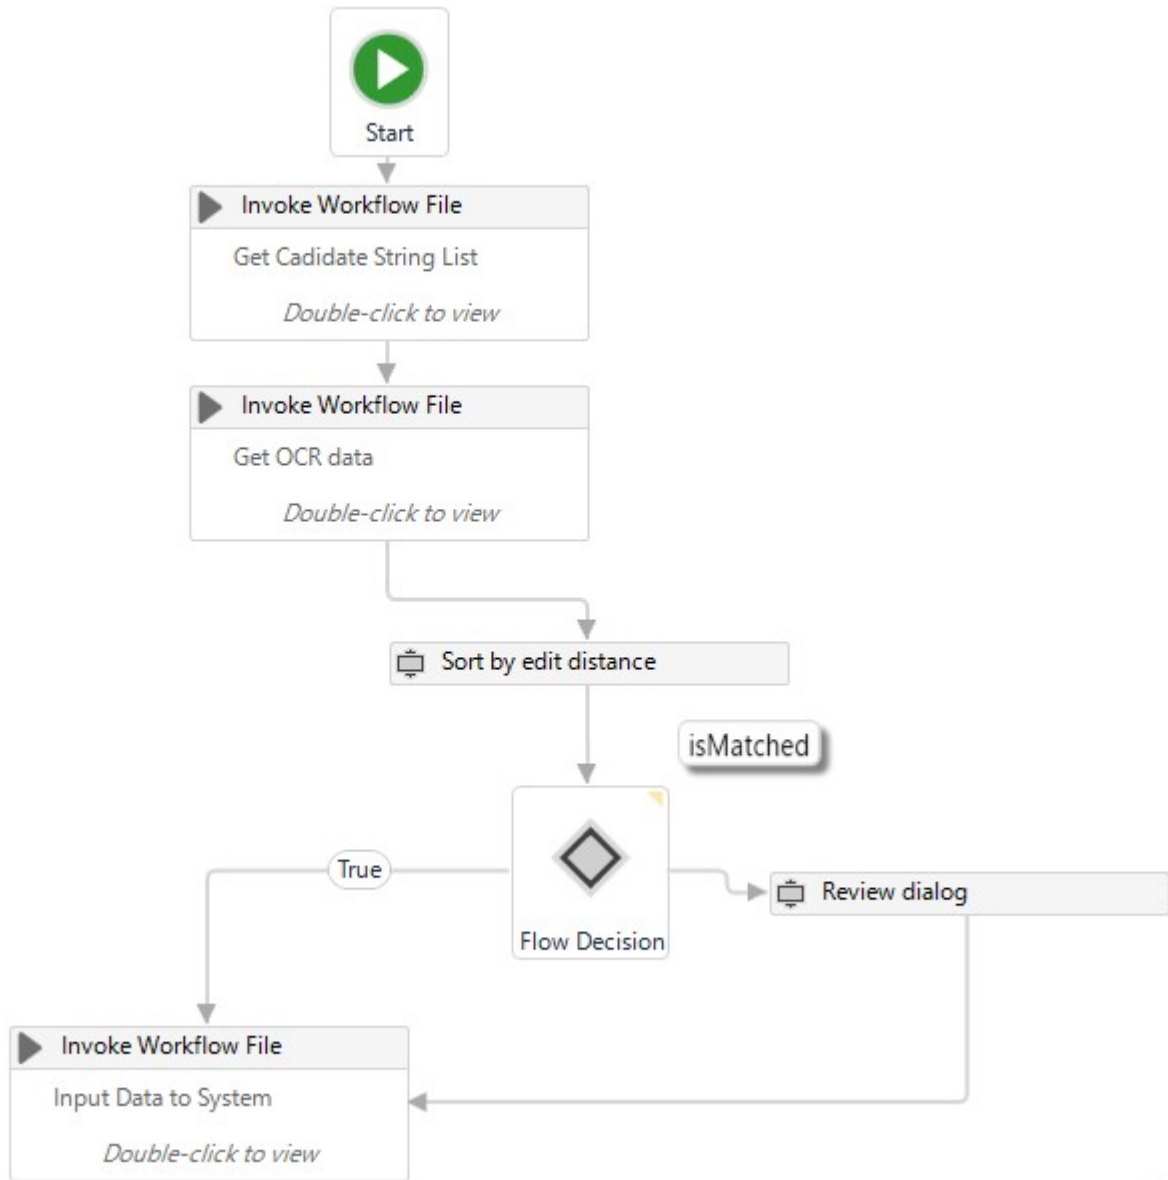 Start
Invoke Workflow File
Get Cadidate String List
Double-click to view
Invoke Workflow File
Get OCR data
Double-click to view
Sort by edit distance
isMatched
True
Flow Decision
Review dialog
Invoke Workflow File
Input Data to System
Double-click to view